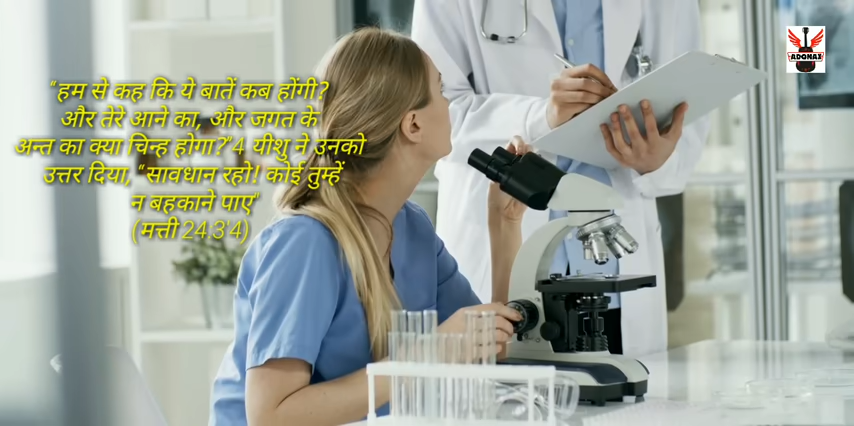 "हम से कह कि ये बातें कब होंगी?
और तेरे आने का, और जगत के
अन्त का क्या चिन्ह होगा?"4 यीशु ने उनको
उत्तर दिया, "सावधान रहो! कोई तुम्हें
न बहकाने पाए"
(मत्ती 24.3'4)
ADONAI